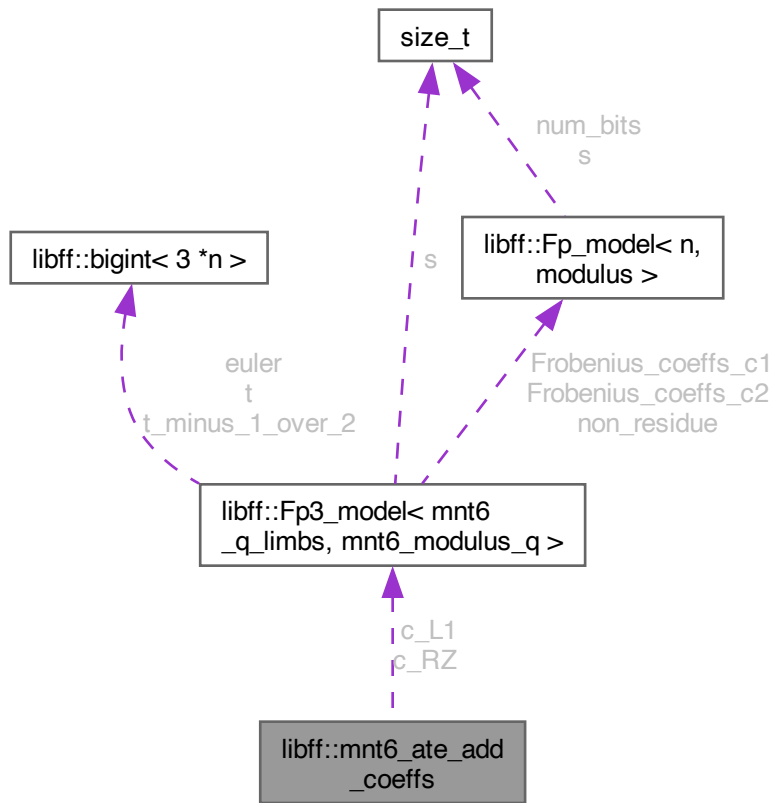 size_t
num_bits
s
libff::bigint< 3 *n >
s
libff::Fp_model< n,
modulus >
euler
t
t_minus_1_over_2
Frobenius_coeffs_c1
Frobenius_coeffs_c2
non_residue
libff::Fp3_model< mnt6
_q_limbs, mnt6_modulus_q >
c_L1
c_RZ
libff::mnt6_ate_add
_coeffs